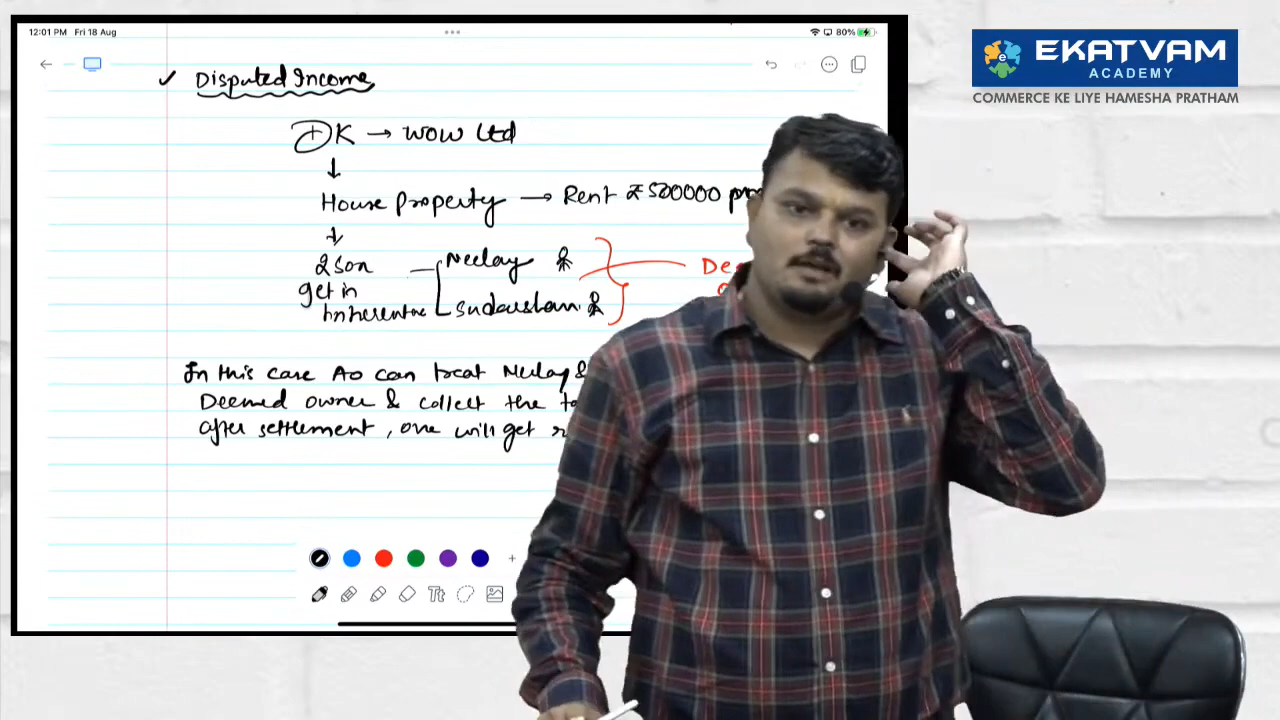 12:01 PM Fri 18 Aug
80%
EKATVAM
ACADEMY
COMMERCE KE LIYE HAMESHA PRATHAM
✓ Disputed Income
DK → WOW Ltd
↓
House Property → Rent ₹500000
↓
2 son
get in
Neelay
Sudarshan
De
In this case AO can treat Neelay &
Deemed owner & collect the
after settlement, one will get
Tt